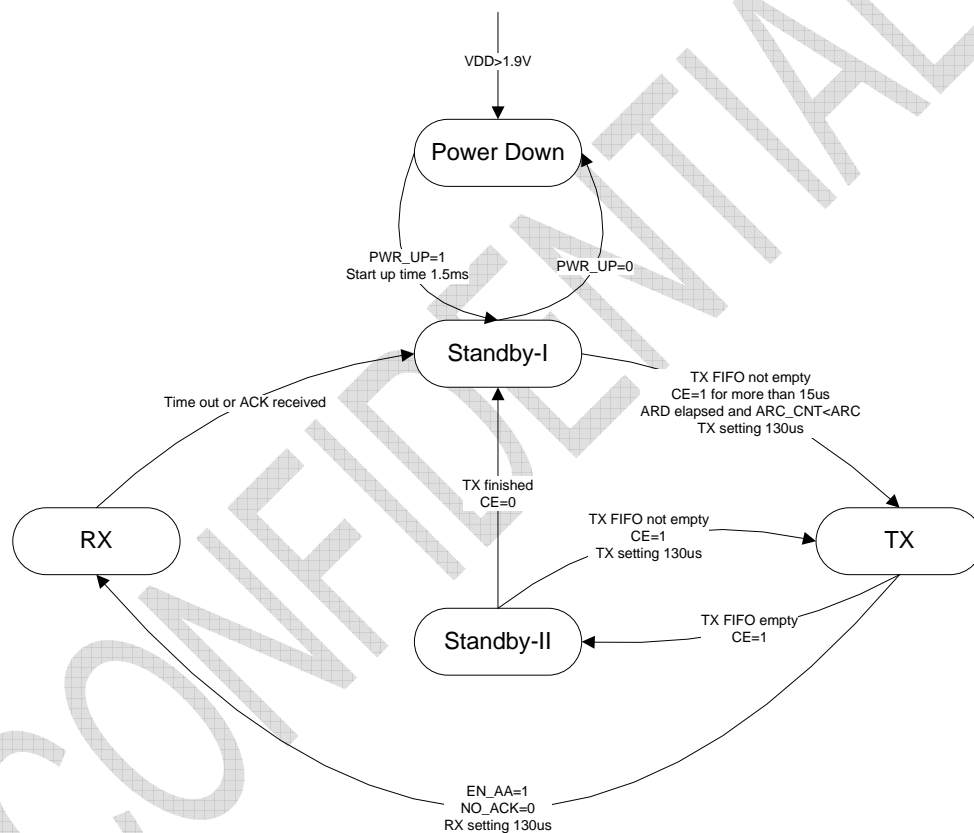 VDD>1.9V
Power Down
PWR_UP=1
Start up time 1.5ms
PWR_UP=0
Standby-I
TX FIFO not empty
CE=1 for more than 15us
ARD elapsed and ARC_CNT<ARC
TX setting 130us
Time out or ACK received
TX finished
CE=0
TX FIFO not empty
CE=1
TX setting 130us
RX
TX
Standby-II
TX FIFO empty
CE=1
EN_AA=1
NO_ACK=0
RX setting 130us
CONFIDENTIAL